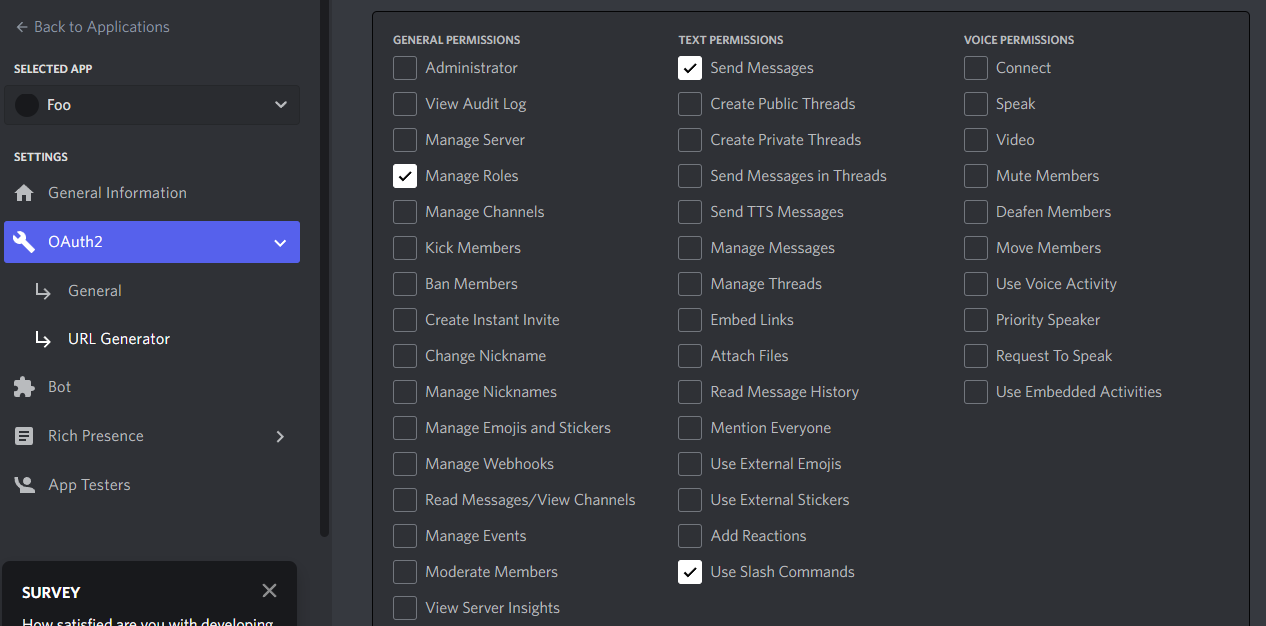 ← Back to Applications
SELECTED APP
Foo
SETTINGS
General Information
OAuth2
General
URL Generator
Bot
Rich Presence
App Testers
SURVEY
How satisfied are you with developing
GENERAL PERMISSIONS
Administrator
View Audit Log
Manage Server
Manage Roles
Manage Channels
Kick Members
Ban Members
Create Instant Invite
Change Nickname
Manage Nicknames
Manage Emojis and Stickers
Manage Webhooks
Read Messages/View Channels
Manage Events
Moderate Members
View Server Insights
TEXT PERMISSIONS
Send Messages
Create Public Threads
Create Private Threads
Send Messages in Threads
Send TTS Messages
Manage Messages
Manage Threads
Embed Links
Attach Files
Read Message History
Mention Everyone
Use External Emojis
Use External Stickers
Add Reactions
Use Slash Commands
VOICE PERMISSIONS
Connect
Speak
Video
Mute Members
Deafen Members
Move Members
Use Voice Activity
Priority Speaker
Request To Speak
Use Embedded Activities